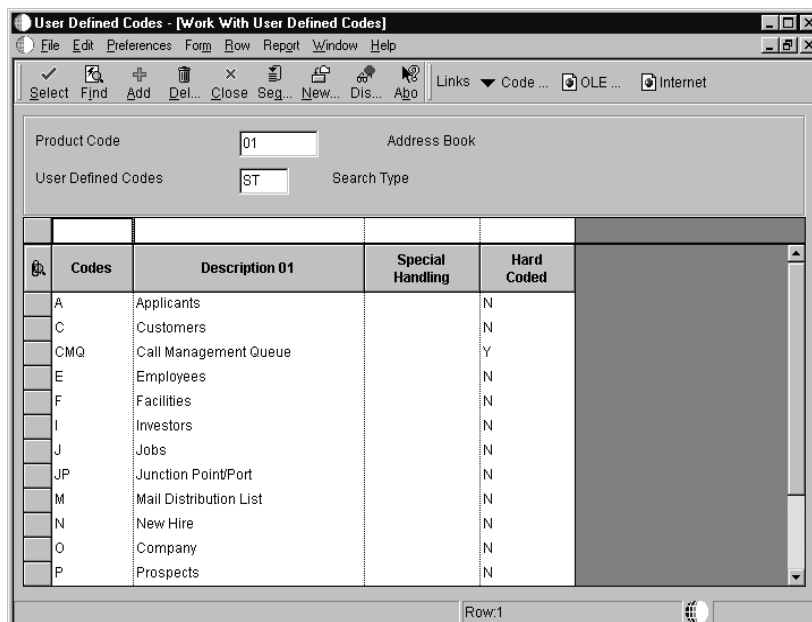 User Defined Codes - [Work With User Defined Codes]
File Edit Preferences Form Row Report Window Help
Select Find Add Del... Close Seq... New... Dis... Abo Links Code ... OLE ... Internet
Product Code 01 Address Book
User Defined Codes ST Search Type
Codes Description 01 Special Handling Hard Coded
A Applicants N
C Customers N
CMQ Call Management Queue Y
E Employees N
F Facilities N
I Investors N
J Jobs N
JP Junction Point/Port N
M Mail Distribution List N
N New Hire N
O Company N
P Prospects N
Row:1